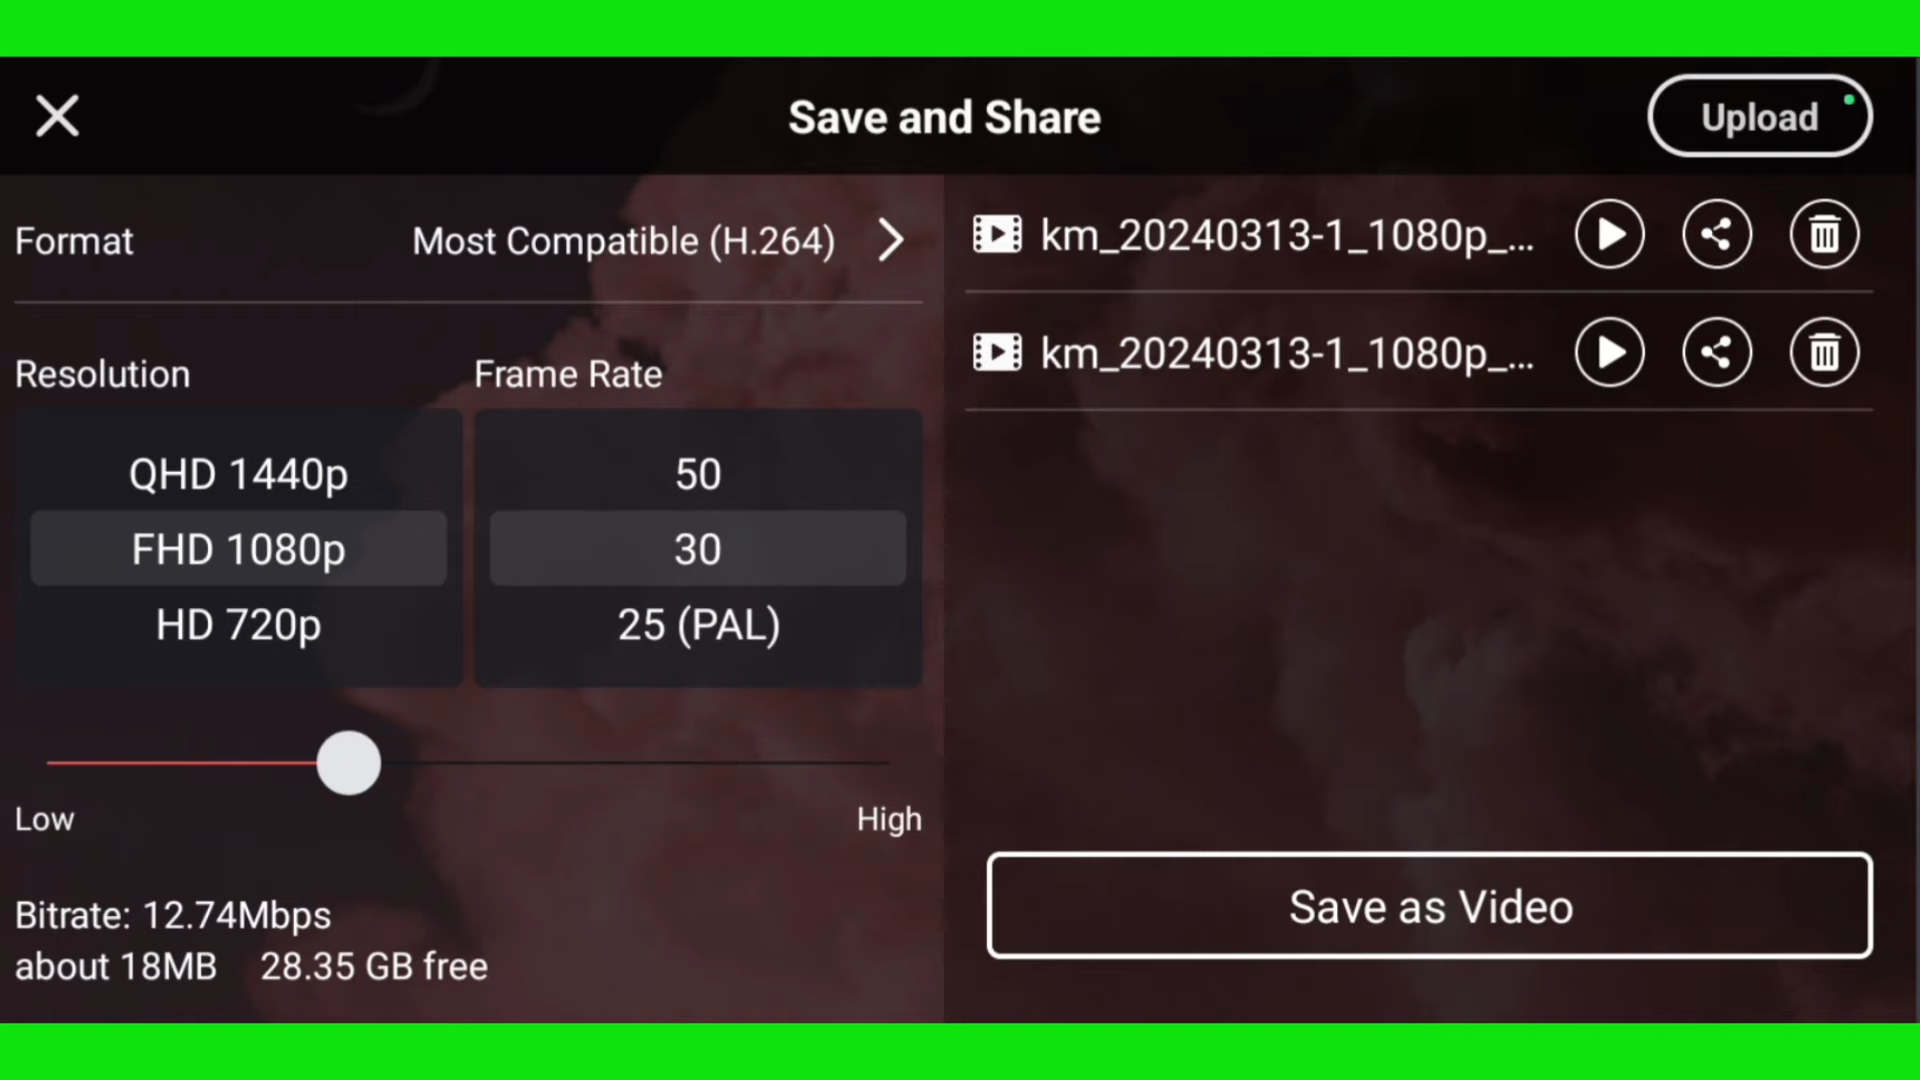 Save and Share
Upload
Format
Most Compatible (H.264)
Resolution
Frame Rate
QHD 1440p
FHD 1080p
HD 720p
50
30
25 (PAL)
Low
High
Bitrate: 12.74Mbps
about 18MB 28.35 GB free
km_20240313-1_1080p_...
km_20240313-1_1080p_...
Save as Video